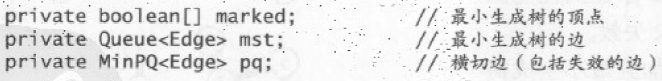 private boolean[] marked; // 最小生成树的顶点
private Queue<Edge> mst; // 最小生成树的边
private MinPQ<Edge> pq; // 横切边（包括失效的边）